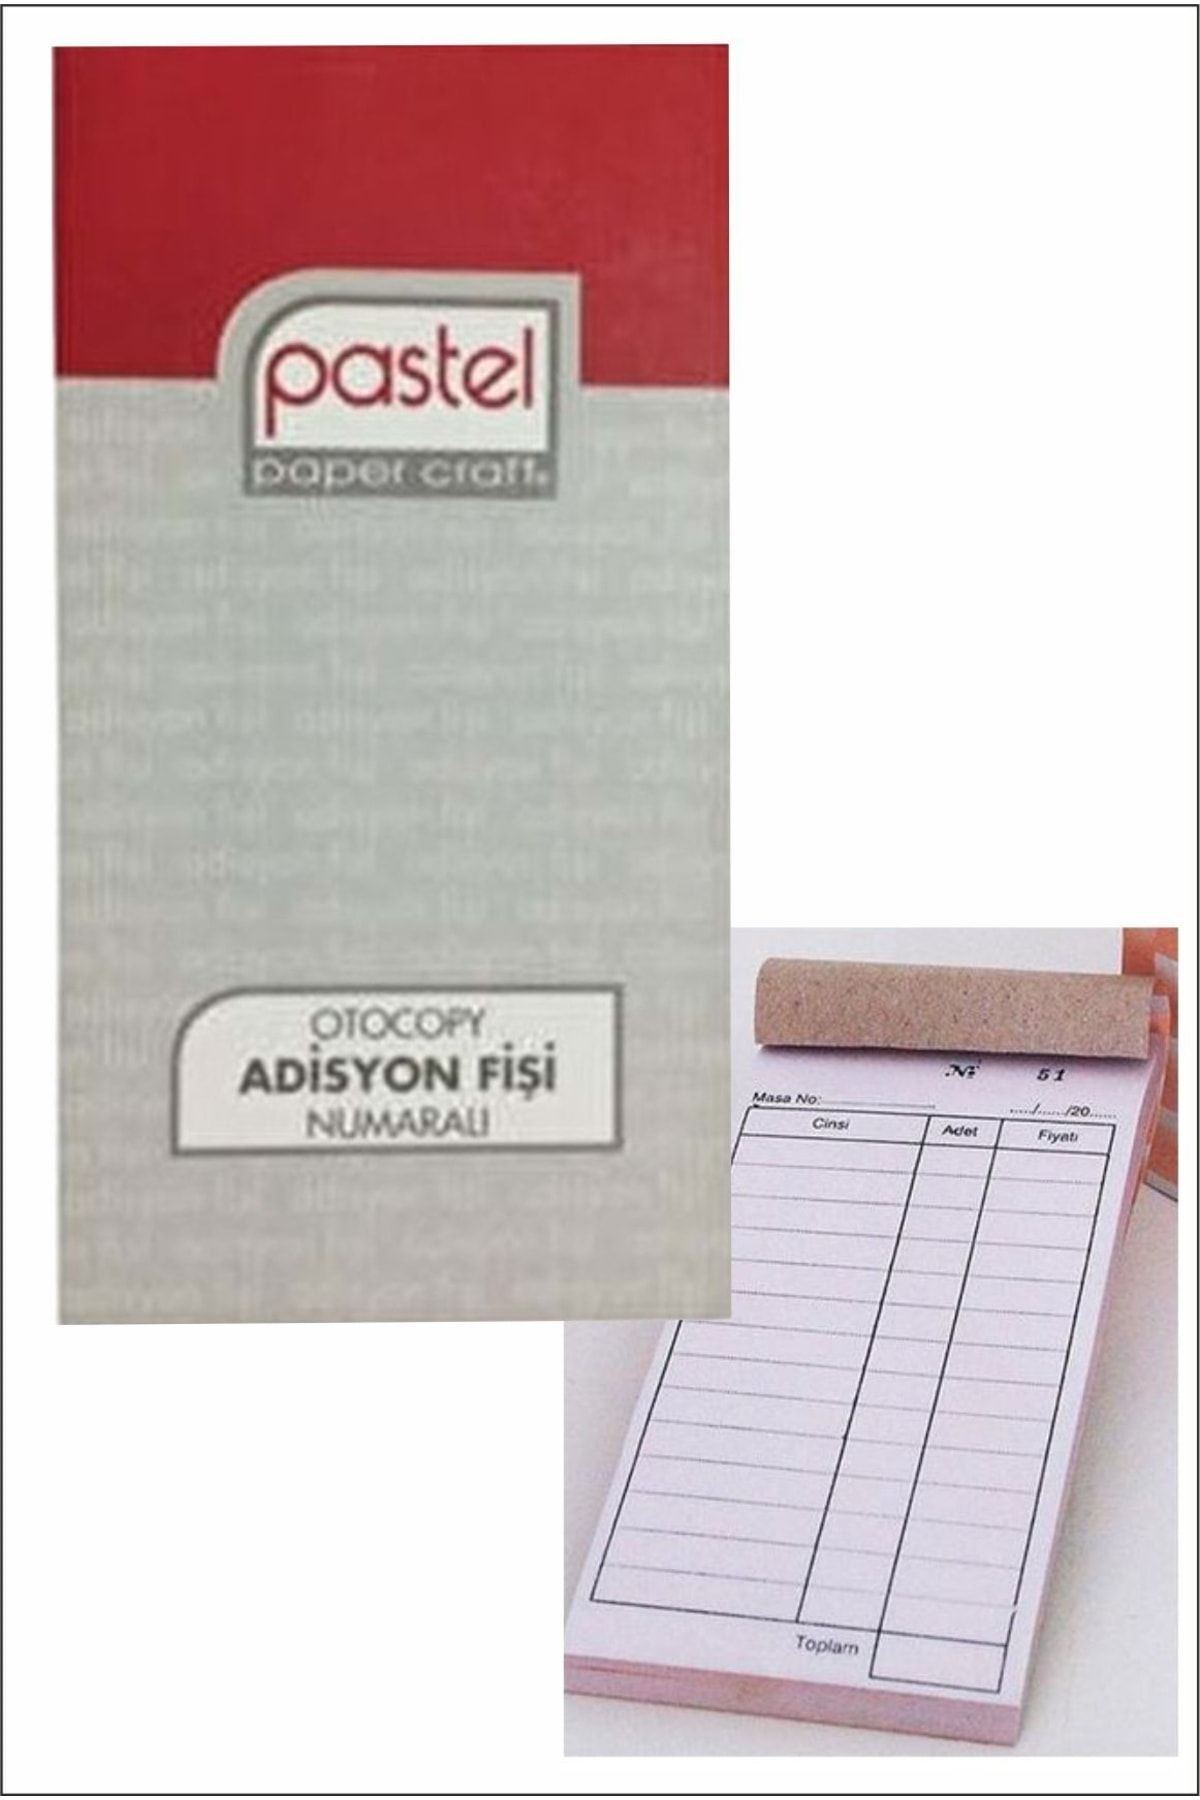 pastel
paper craft®
OTOCOPY
ADİSYON FİŞİ
NUMARALI
№ 51
Masa No: ..../....../20......
Cinsi Adet Fiyatı
Toplam